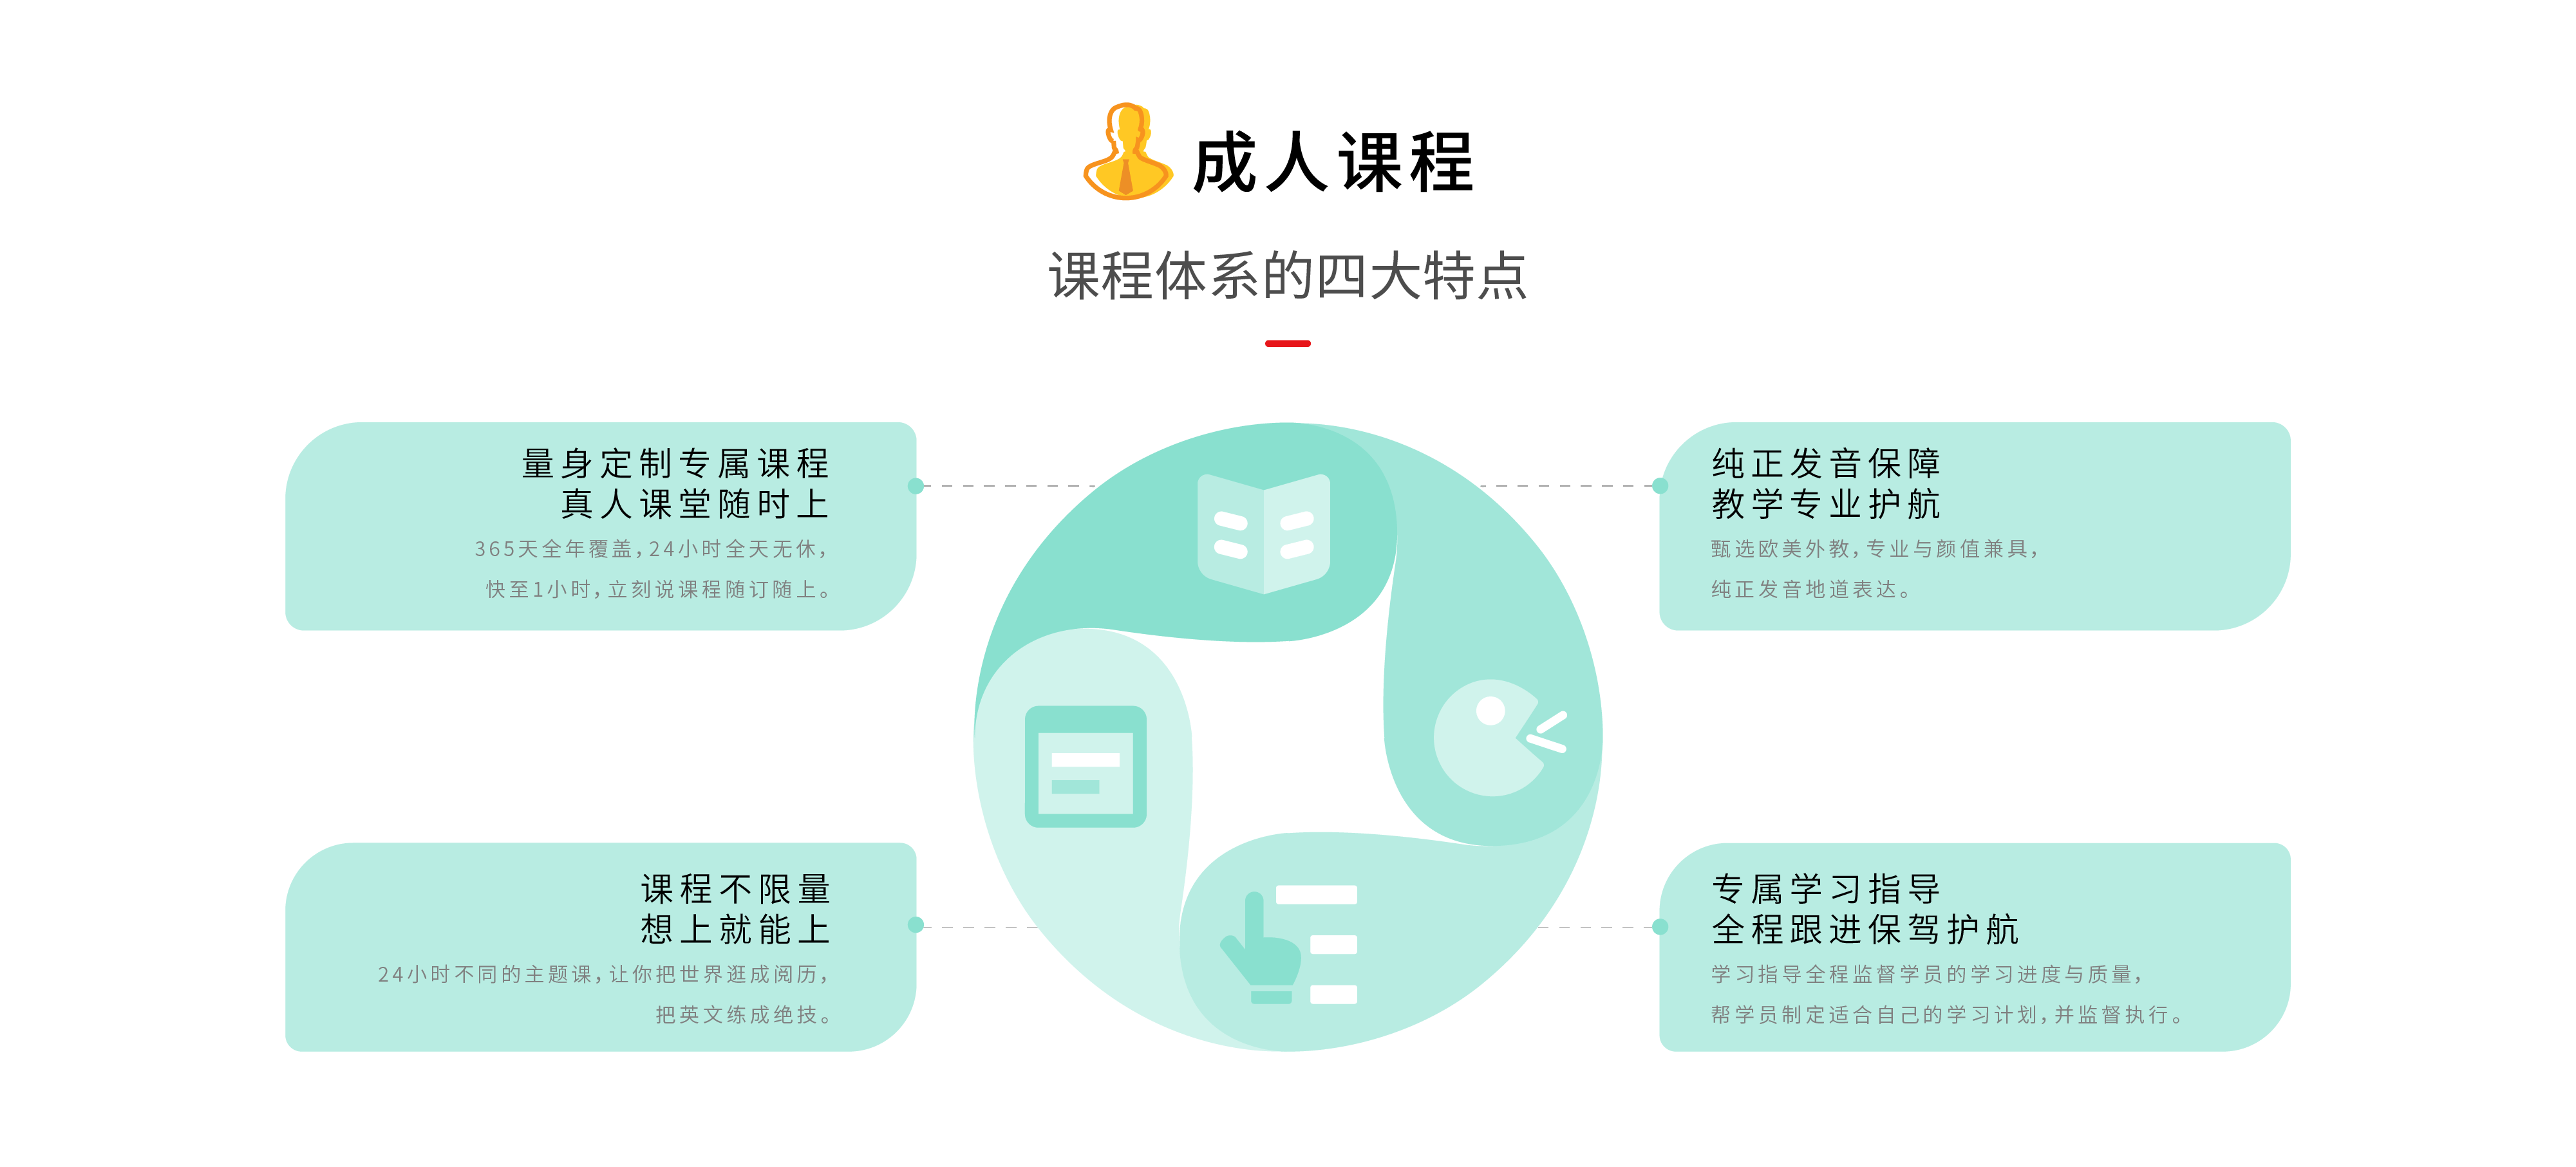 成人课程
课程体系的四大特点
量身定制专属课程
真人课堂随时上
365天全年覆盖,24小时全天无休,
快至1小时,立刻说课程随订随上。
纯正发音保障
教学专业护航
甄选欧美外教,专业与颜值兼具,
纯正发音地道表达。
课程不限量
想上就能上
24小时不同的主题课,让你把世界逛成阅历,
把英文练成绝技。
专属学习指导
全程跟进保驾护航
学习指导全程监督学员的学习进度与质量,
帮学员制定适合自己的学习计划,并监督执行。